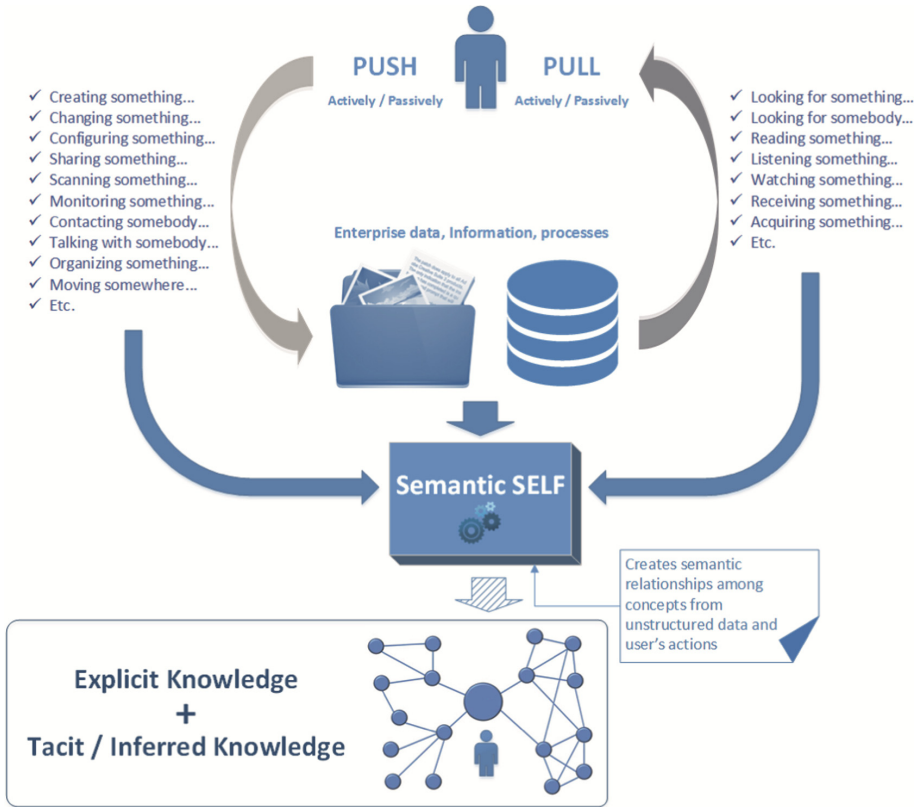 PUSH
PULL
Actively / Passively
Actively / Passively
✓ Creating something...
✓ Changing something...
✓ Configuring something...
✓ Sharing something...
✓ Scanning something...
✓ Monitoring something...
✓ Contacting somebody...
✓ Talking with somebody...
✓ Organizing something...
✓ Moving somewhere...
✓ Etc.
✓ Looking for something...
✓ Looking for somebody...
✓ Reading something...
✓ Listening something...
✓ Watching something...
✓ Receiving something...
✓ Acquiring something...
✓ Etc.
Enterprise data, Information, processes
Semantic SELF
Creates semantic
relationships among
concepts from
unstructured data and
user's actions
Explicit Knowledge
+
Tacit / Inferred Knowledge